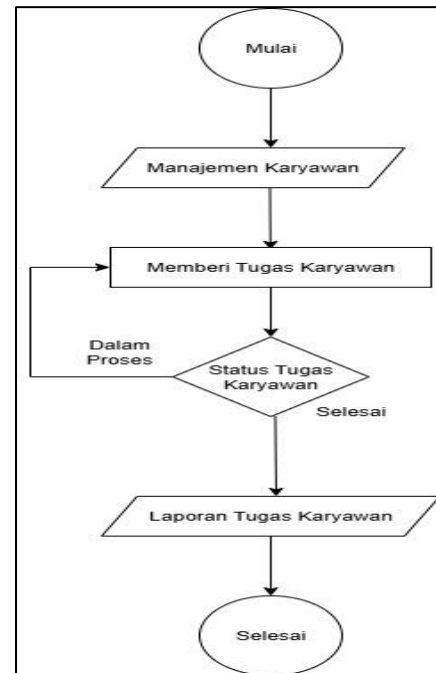 Mulai
Manajemen Karyawan
Memberi Tugas Karyawan
Dalam
Proses
Status Tugas
Karyawan
Selesai
Laporan Tugas Karyawan
Selesai